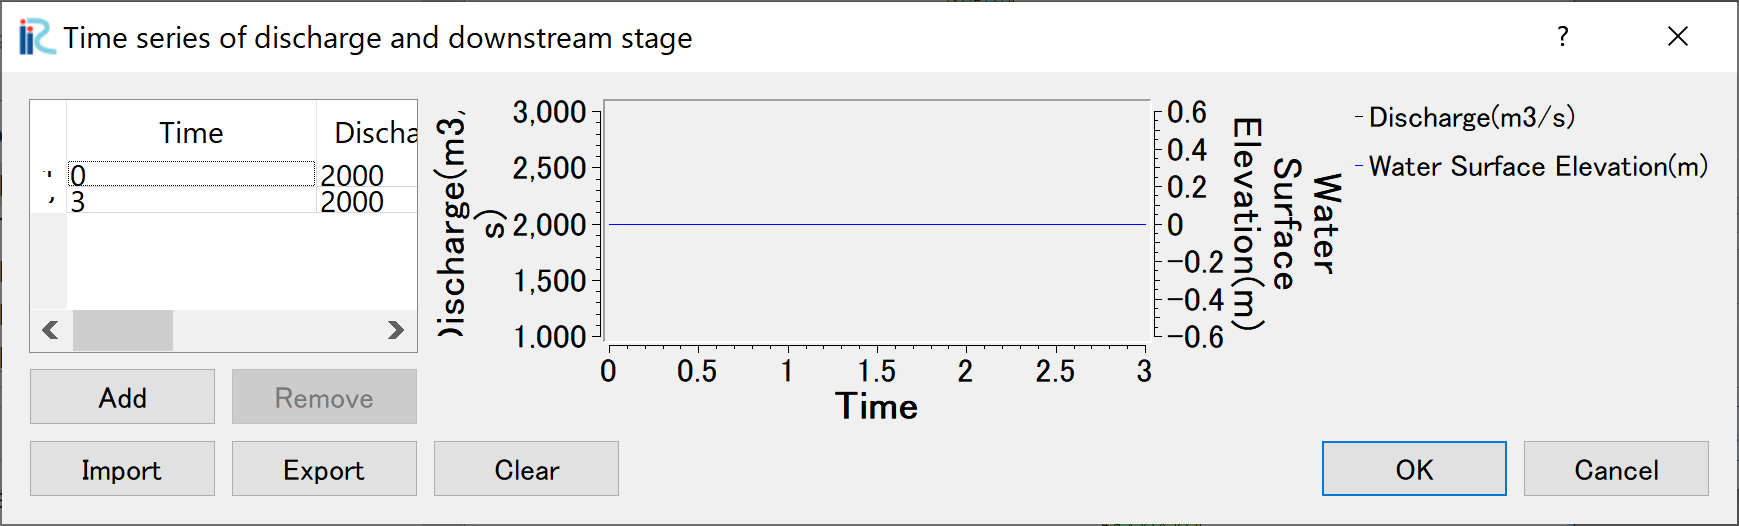 Time series of discharge and downstream stage
?
Time Discha
0 2000
3 2000
Add Remove
Import Export Clear
ischarge(m3,
s)
3,000
2,500
2,000
1,500
1,000
0 0.5 1 1.5 2 2.5 3
Time
0.6
0.4
0.2
0
-0.2
-0.4
-0.6
Water
Surface
Elevation(m)
Discharge(m3/s)
Water Surface Elevation(m)
OK Cancel